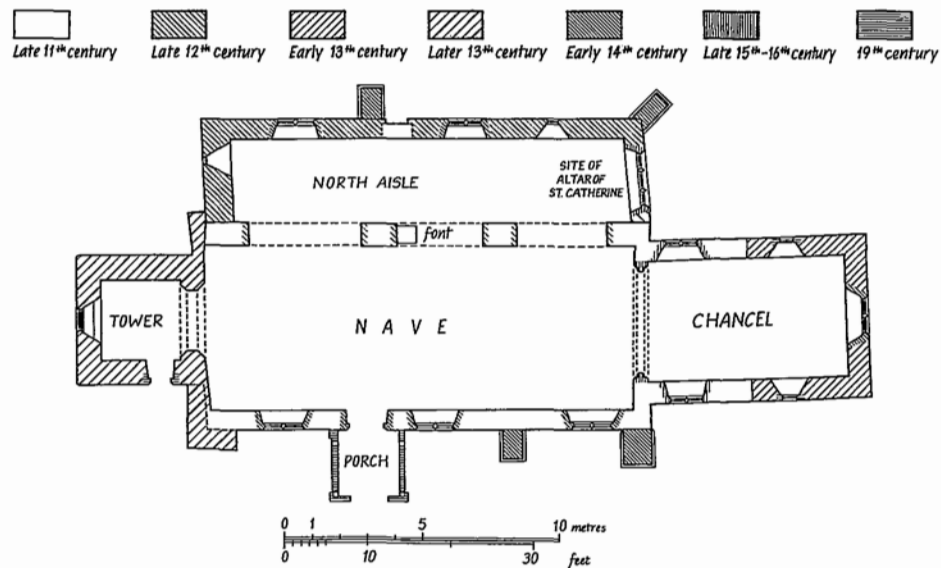 Late 11th century Late 12th century Early 13th century Later 13th century Early 14th century Late 15th-16th century 19th century
NORTH AISLE
SITE OF
ALTAR OF
ST. CATHERINE
font
TOWER
N A V E
CHANCEL
PORCH
0 1 5 10 metres
0 10 30 feet